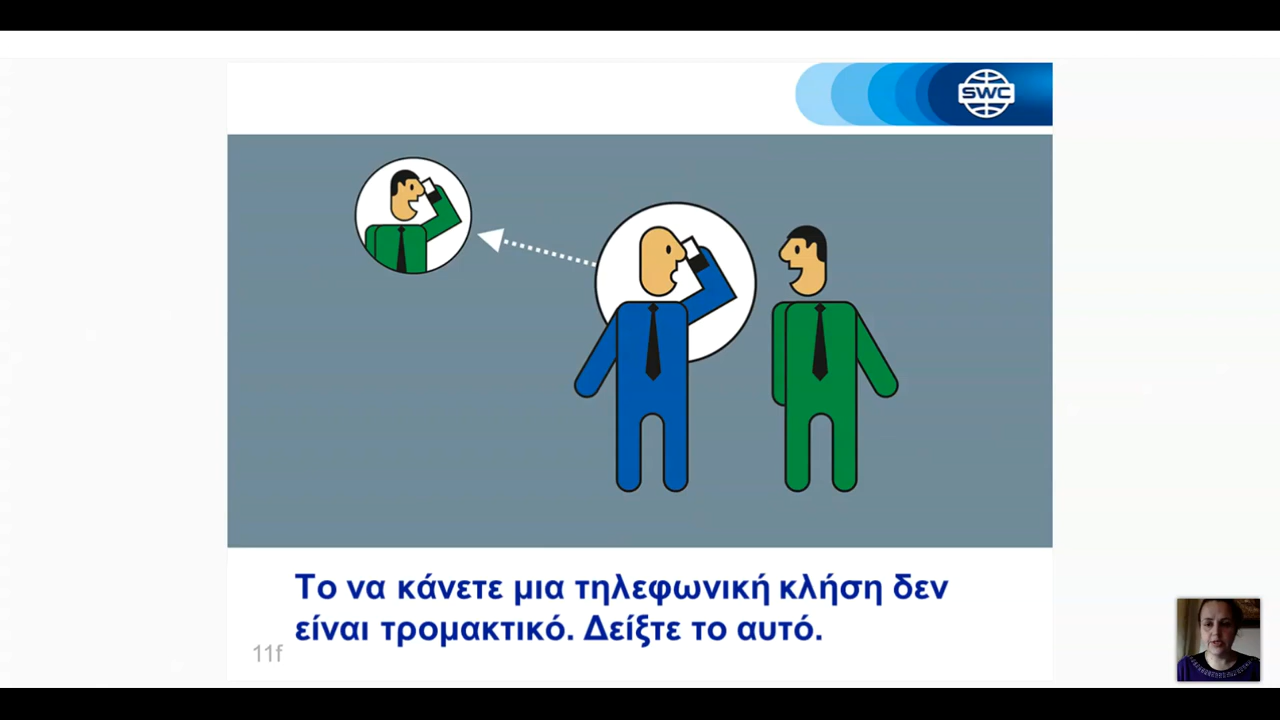 SWC
Το να κάνετε μια τηλεφωνική κλήση δεν
είναι τρομακτικό. Δείξτε το αυτό.
11f